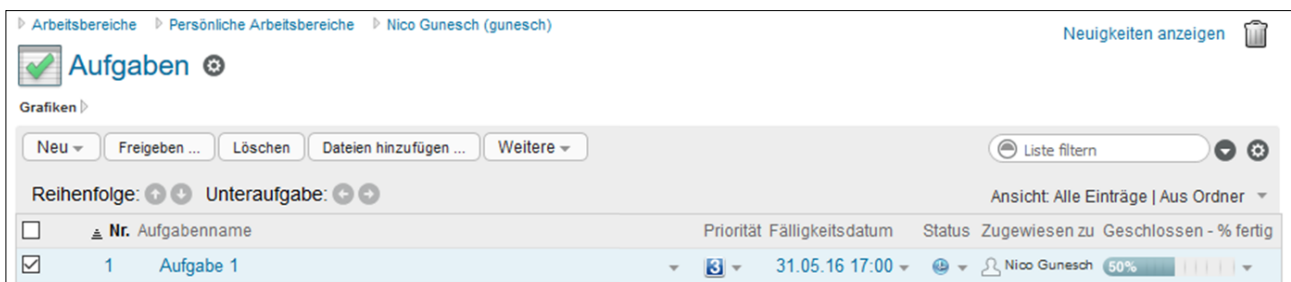 Arbeitsbereiche Persönliche Arbeitsbereiche Nico Gunesch (gunesch)
Neuigkeiten anzeigen
Aufgaben
Grafiken
Neu Freigeben ... Löschen Dateien hinzufügen ... Weitere Liste filtern
Reihenfolge: Unteraufgabe: Ansicht: Alle Einträge | Aus Ordner
Nr. Aufgabenname Priorität Fälligkeitsdatum Status Zugewiesen zu Geschlossen - % fertig
1 Aufgabe 1 3 31.05.16 17:00 Nico Gunesch 50%